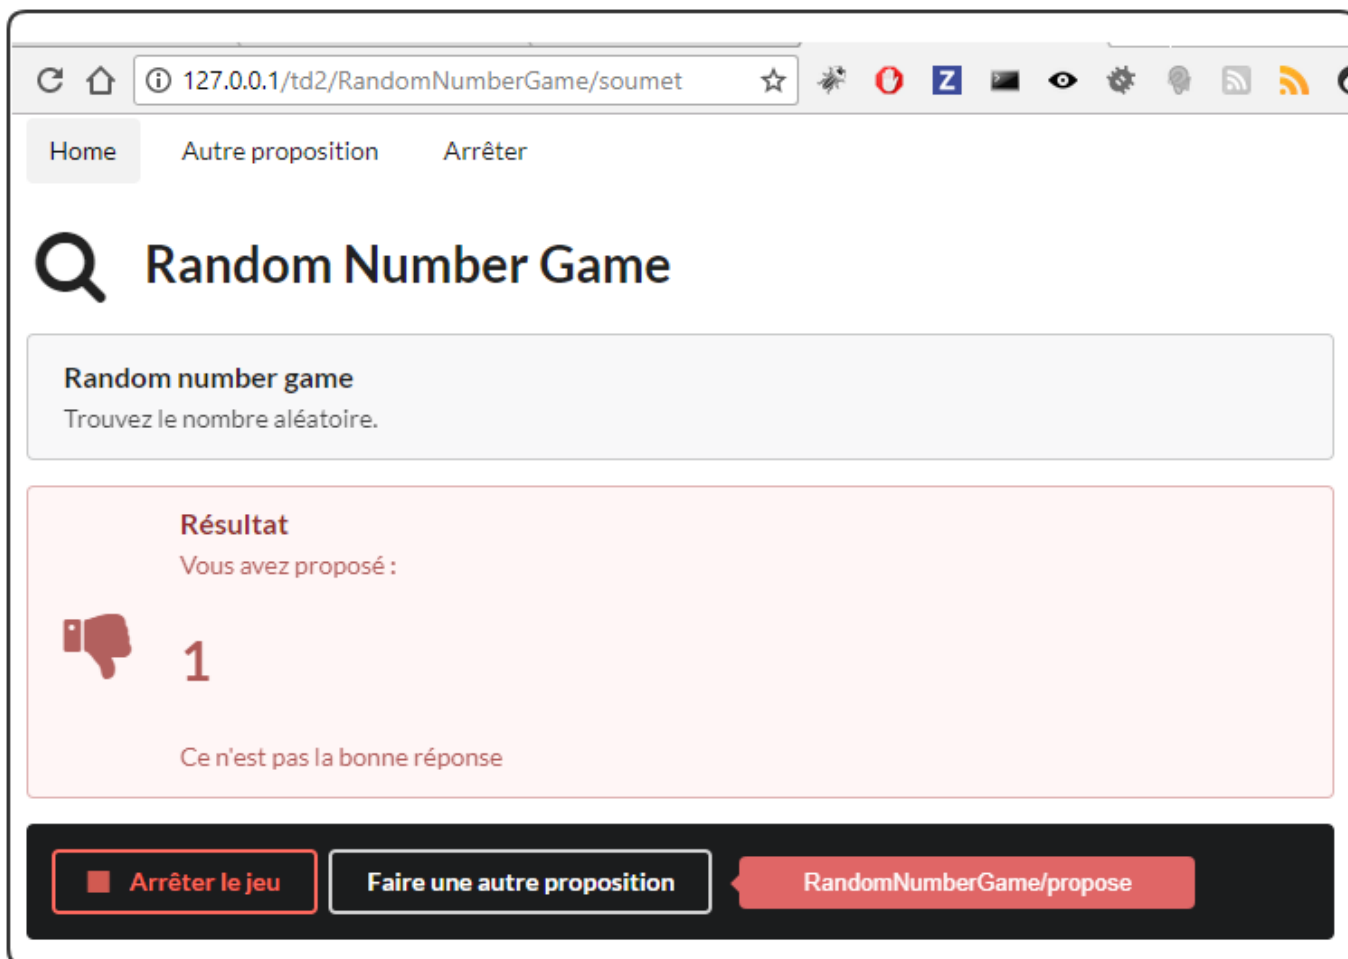 127.0.0.1/td2/RandomNumberGame/soumet
Z
Home Autre proposition Arrêter
Random Number Game
Random number game
Trouvez le nombre aléatoire.
Résultat
Vous avez proposé :
1
Ce n'est pas la bonne réponse
Arrêter le jeu Faire une autre proposition RandomNumberGame/propose